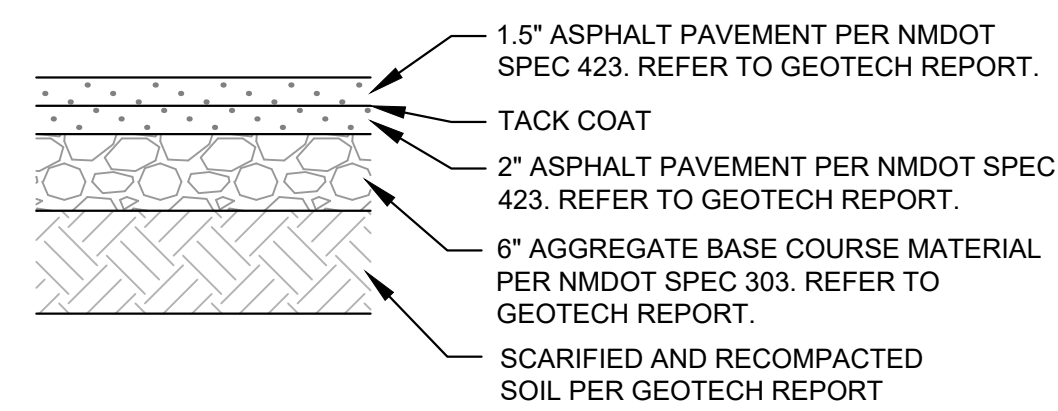 1.5" ASPHALT PAVEMENT PER NMDOT
SPEC 423. REFER TO GEOTECH REPORT.
TACK COAT
2" ASPHALT PAVEMENT PER NMDOT SPEC
423. REFER TO GEOTECH REPORT.
6" AGGREGATE BASE COURSE MATERIAL
PER NMDOT SPEC 303. REFER TO
GEOTECH REPORT.
SCARIFIED AND RECOMPACTED
SOIL PER GEOTECH REPORT